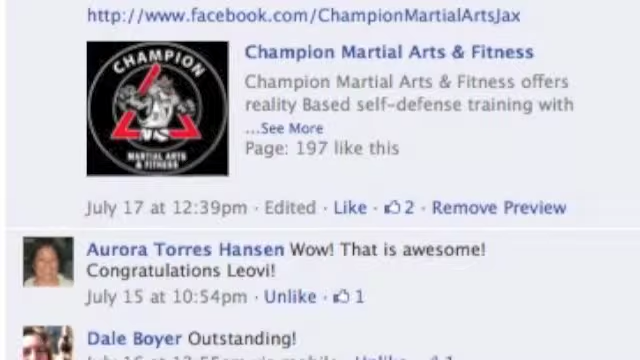 http://www.facebook.com/ChampionMartialArtsJax
CHAMPION
MARTIAL ARTS
& FITNESS
Champion Martial Arts & Fitness
Champion Martial Arts & Fitness offers
reality Based self-defense training with
...See More
Page: 197 like this
July 17 at 12:39pm · Edited · Like · 2 · Remove Preview
Aurora Torres Hansen Wow! That is awesome!
Congratulations Leovi!
July 15 at 10:54pm · Unlike · 1
Dale Boyer Outstanding!